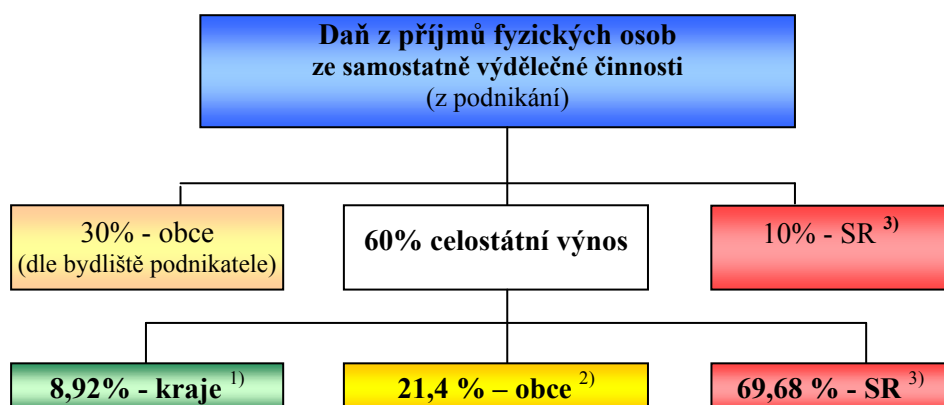 Daň z příjmů fyzických osob
ze samostatně výdělečné činnosti
(z podnikání)
30% - obce
(dle bydliště podnikatele)
60% celostátní výnos
10% - SR 3)
8,92% - kraje 1)
21,4 % – obce 2)
69,68 % - SR 3)